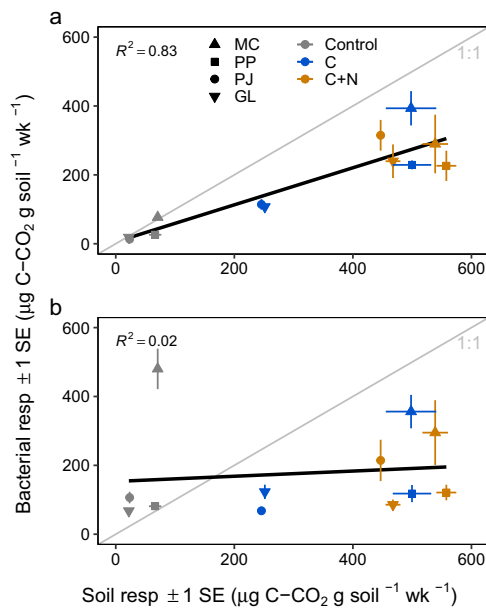 a
R² = 0.83
MC
PP
PJ
GL
Control
C
C+N
1:1
600
400
200
0
0 200 400 600
b
R² = 0.02
1:1
600
400
200
0
0 200 400 600
Bacterial resp ± 1 SE (µg C−CO₂ g soil ⁻¹ wk ⁻¹)
Soil resp ± 1 SE (µg C−CO₂ g soil ⁻¹ wk ⁻¹)